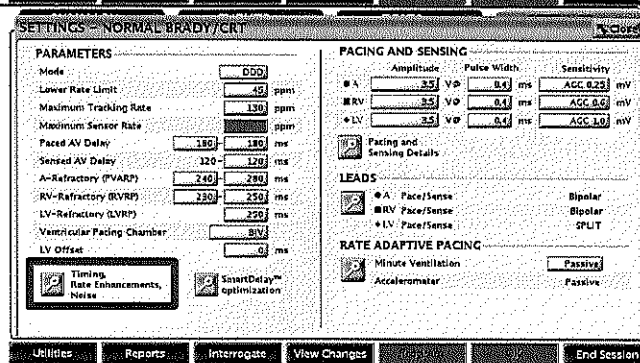 SETTINGS - NORMAL BRADY/CRT
Close
PARAMETERS
Mode DDD
Lower Rate Limit 45 ppm
Maximum Tracking Rate 130 ppm
Maximum Sensor Rate ppm
Paced AV Delay 180 - 180 ms
Sensed AV Delay 120 - 120 ms
A-Refractory (PVARP) 240 - 280 ms
RV-Refractory (RVRP) 230 - 250 ms
LV-Refractory (LVRP) 250 ms
Ventricular Pacing Chamber BiV
LV Offset 0 ms
Timing,
Rate Enhancements,
Noise
SmartDelay™
optimization
PACING AND SENSING
Amplitude Pulse Width Sensitivity
A 3.5 V @ 0.4 ms AGC 0.25 mV
RV 3.5 V @ 0.4 ms AGC 0.6 mV
LV 3.5 V @ 0.4 ms AGC 1.0 mV
Pacing and
Sensing Details
LEADS
A Pace/Sense Bipolar
RV Pace/Sense Bipolar
LV Pace/Sense SPLIT
RATE ADAPTIVE PACING
Minute Ventilation Passive
Accelerometer Passive
Utilities Reports Interrogate View Changes End Session